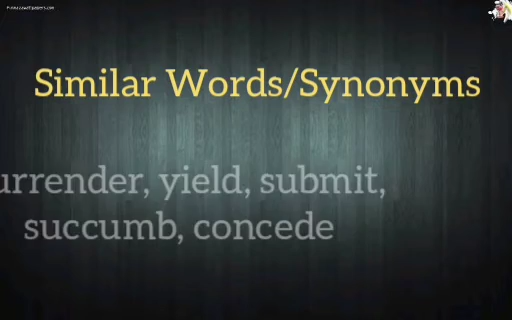 Similar Words/Synonyms
urrender, yield, submit,
succumb, concede